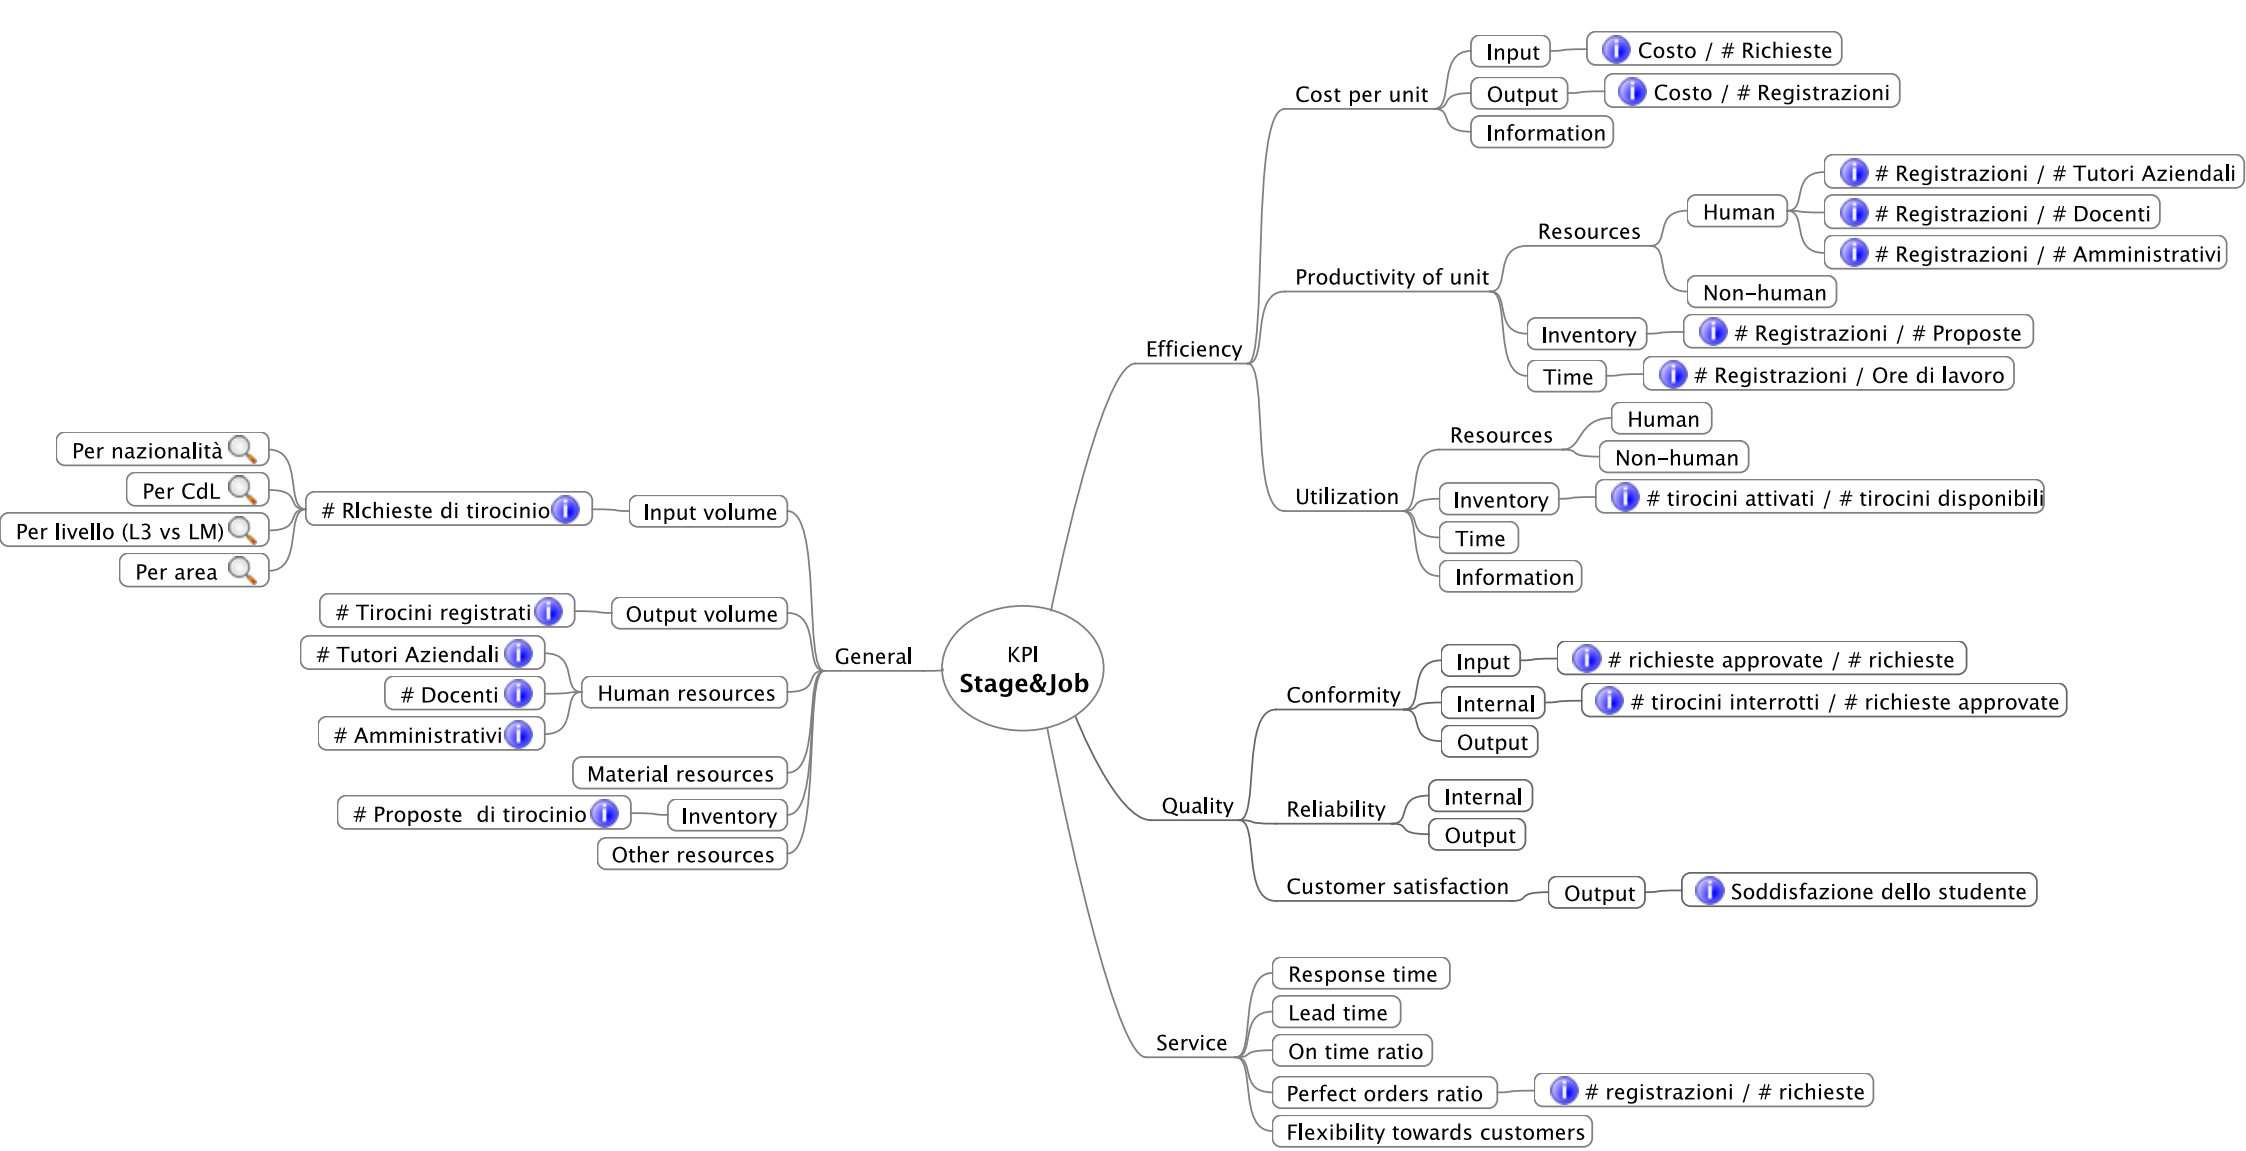 KPI
Stage&Job
General
Input volume
# RIchieste di tirocinio
Per nazionalità
Per CdL
Per livello (L3 vs LM)
Per area
Output volume
# Tirocini registrati
Human resources
# Tutori Aziendali
# Docenti
# Amministrativi
Material resources
Inventory
# Proposte  di tirocinio
Other resources
Efficiency
Cost per unit
Input
Costo / # Richieste
Output
Costo / # Registrazioni
Information
Productivity of unit
Resources
Human
# Registrazioni / # Tutori Aziendali
# Registrazioni / # Docenti
# Registrazioni / # Amministrativi
Non-human
Inventory
# Registrazioni / # Proposte
Time
# Registrazioni / Ore di lavoro
Utilization
Resources
Human
Non-human
Inventory
# tirocini attivati / # tirocini disponibili
Time
Information
Quality
Conformity
Input
# richieste approvate / # richieste
Internal
# tirocini interrotti / # richieste approvate
Output
Reliability
Internal
Output
Customer satisfaction
Output
Soddisfazione dello studente
Service
Response time
Lead time
On time ratio
Perfect orders ratio
# registrazioni / # richieste
Flexibility towards customers